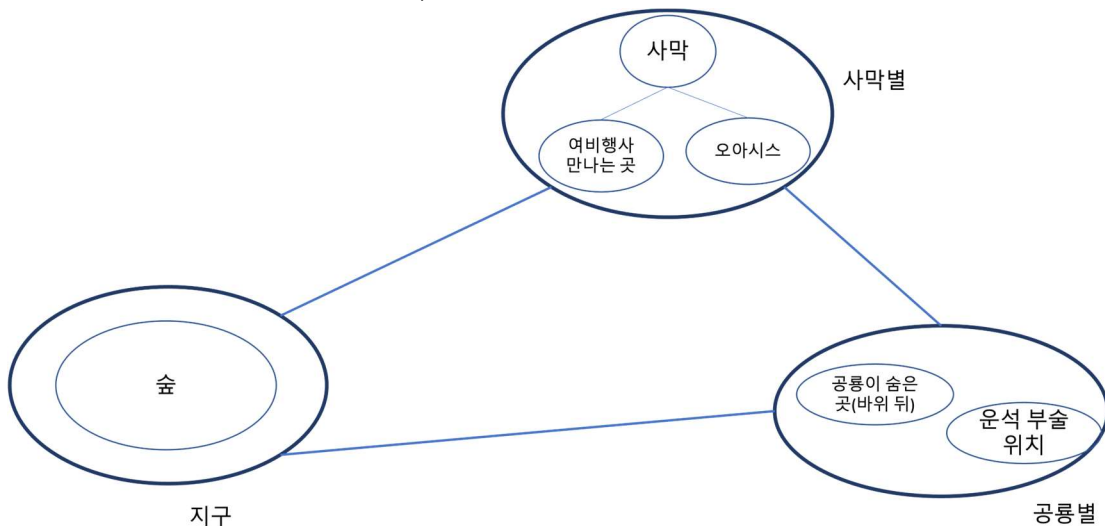 사막
사막별
여비행사
만나는 곳
오아시스
숲
공룡이 숨은
곳(바위 뒤)
운석 부술
위치
지구
공룡별